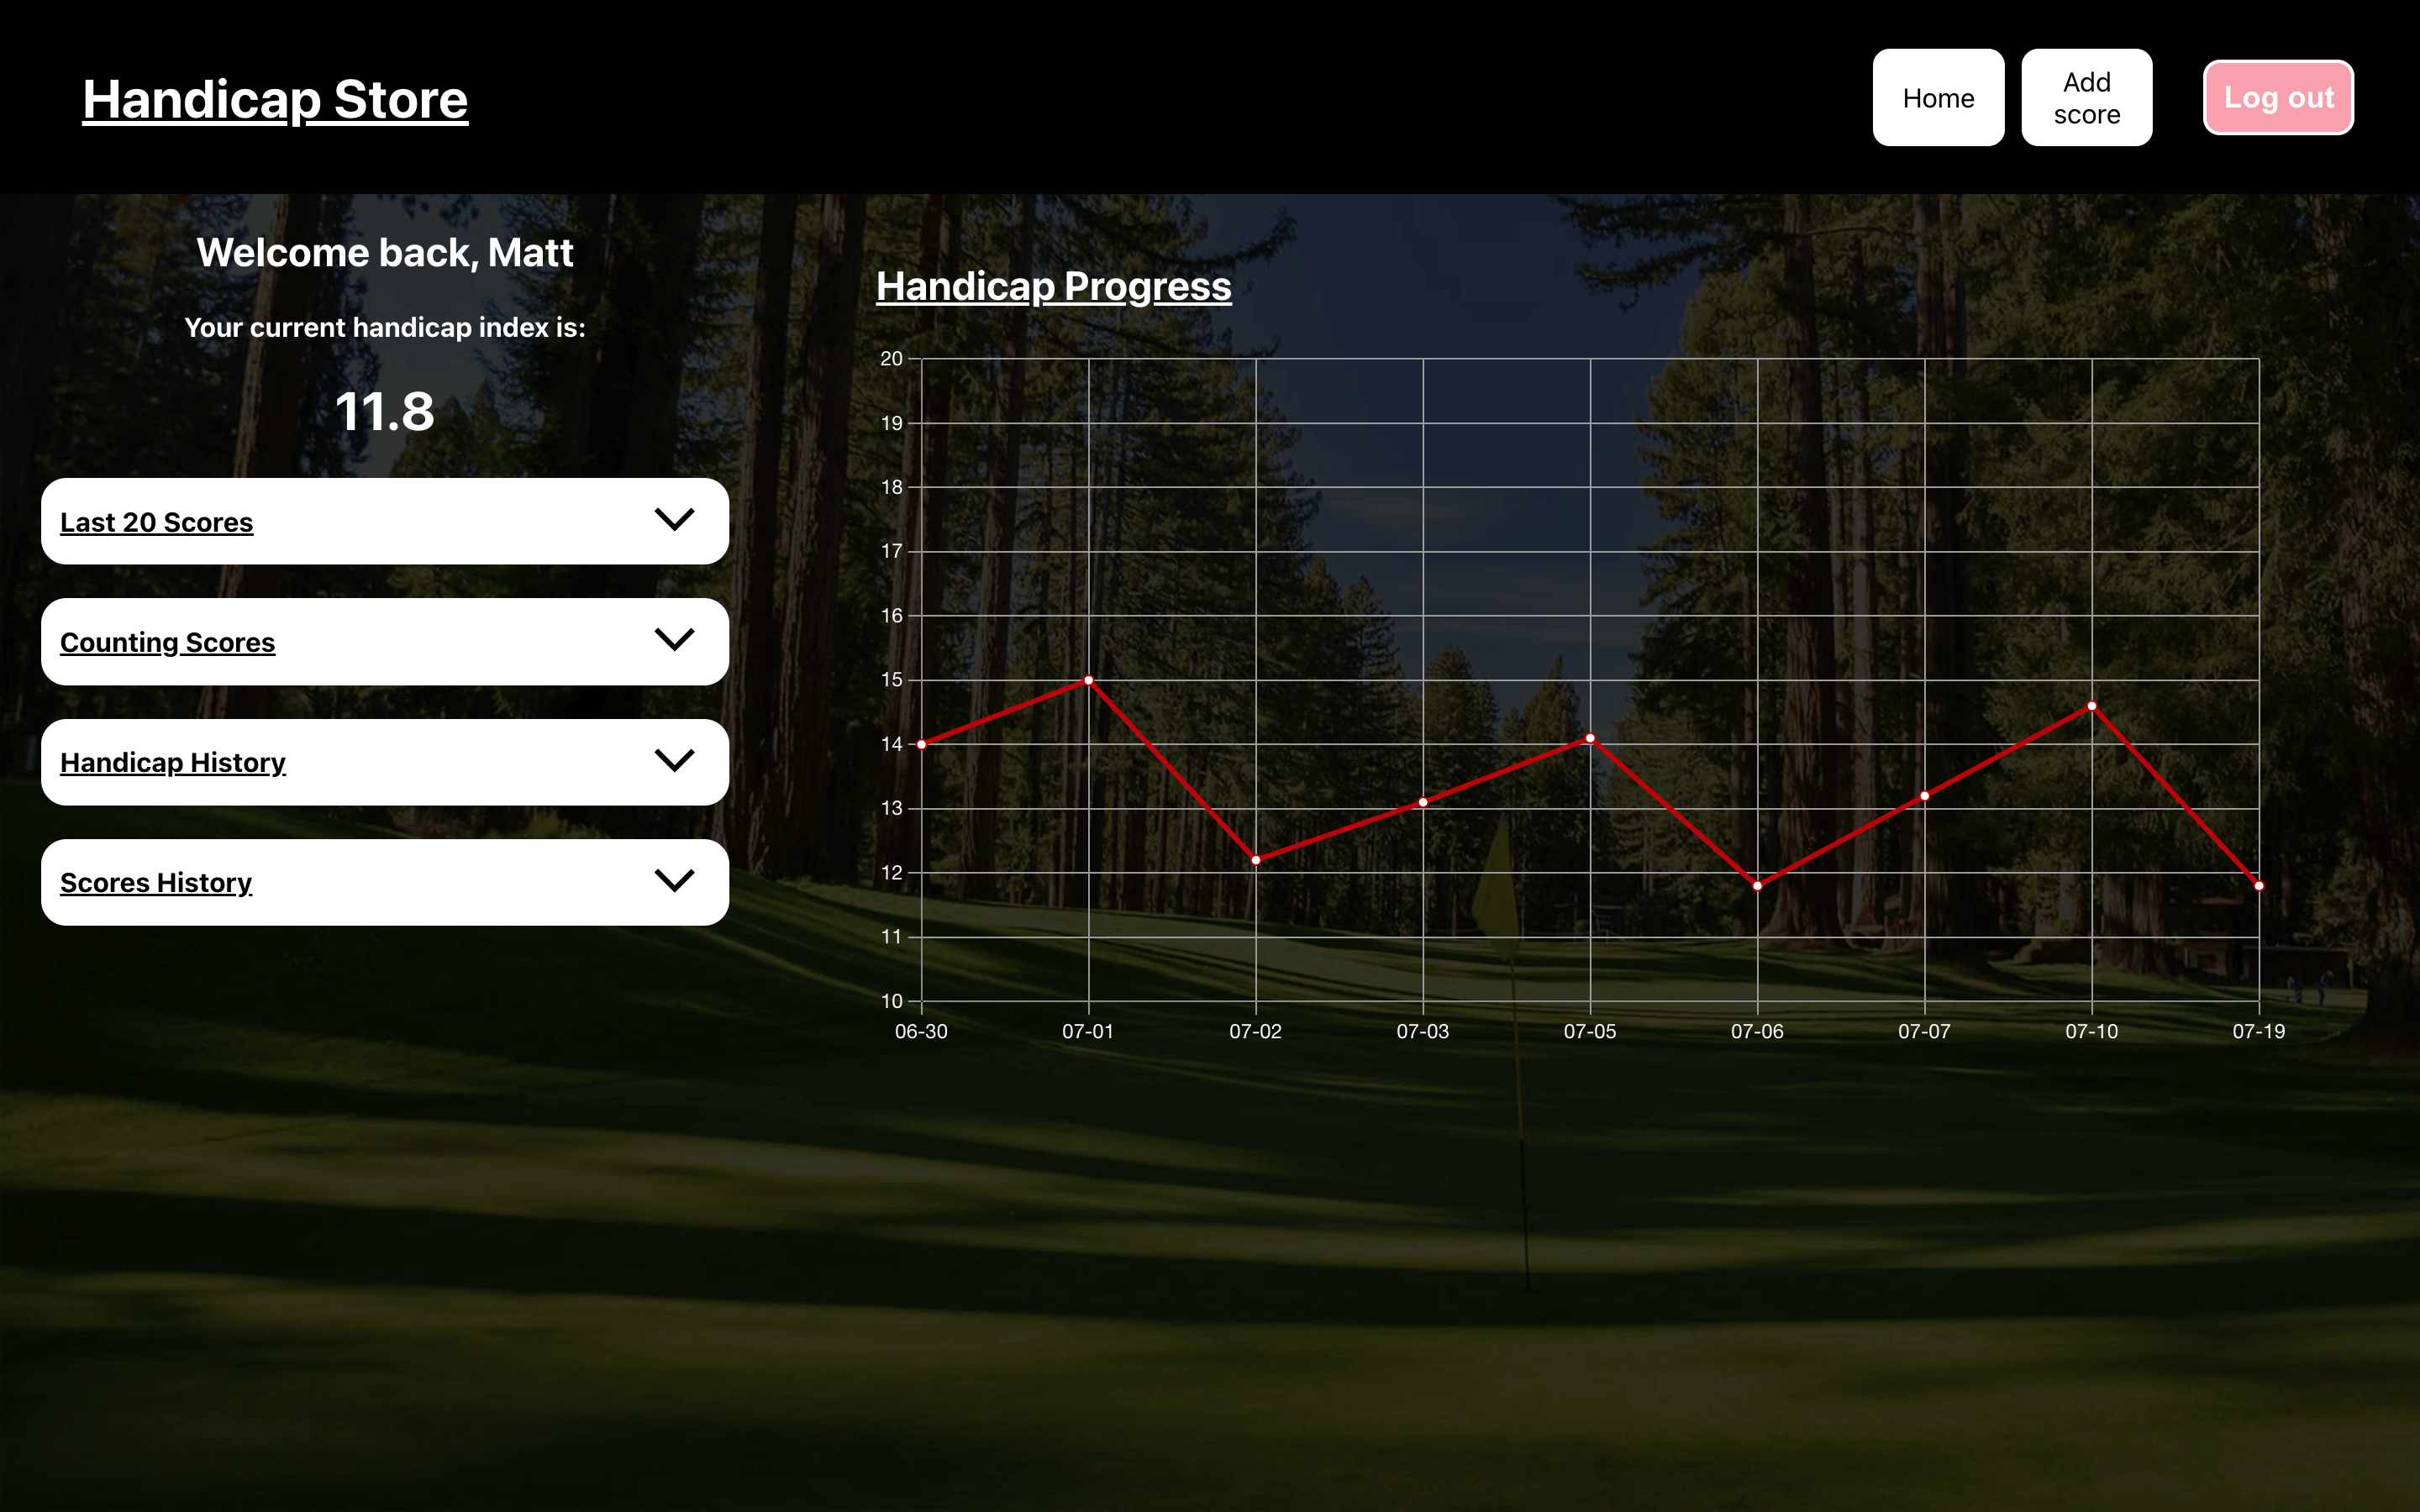 Handicap Store
Home
Add
score
Log out
Welcome back, Matt
Your current handicap index is:
11.8
Last 20 Scores
Counting Scores
Handicap History
Scores History
Handicap Progress
20
19
18
17
16
15
14
13
12
11
10
06-30 07-01 07-02 07-03 07-05 07-06 07-07 07-10 07-19